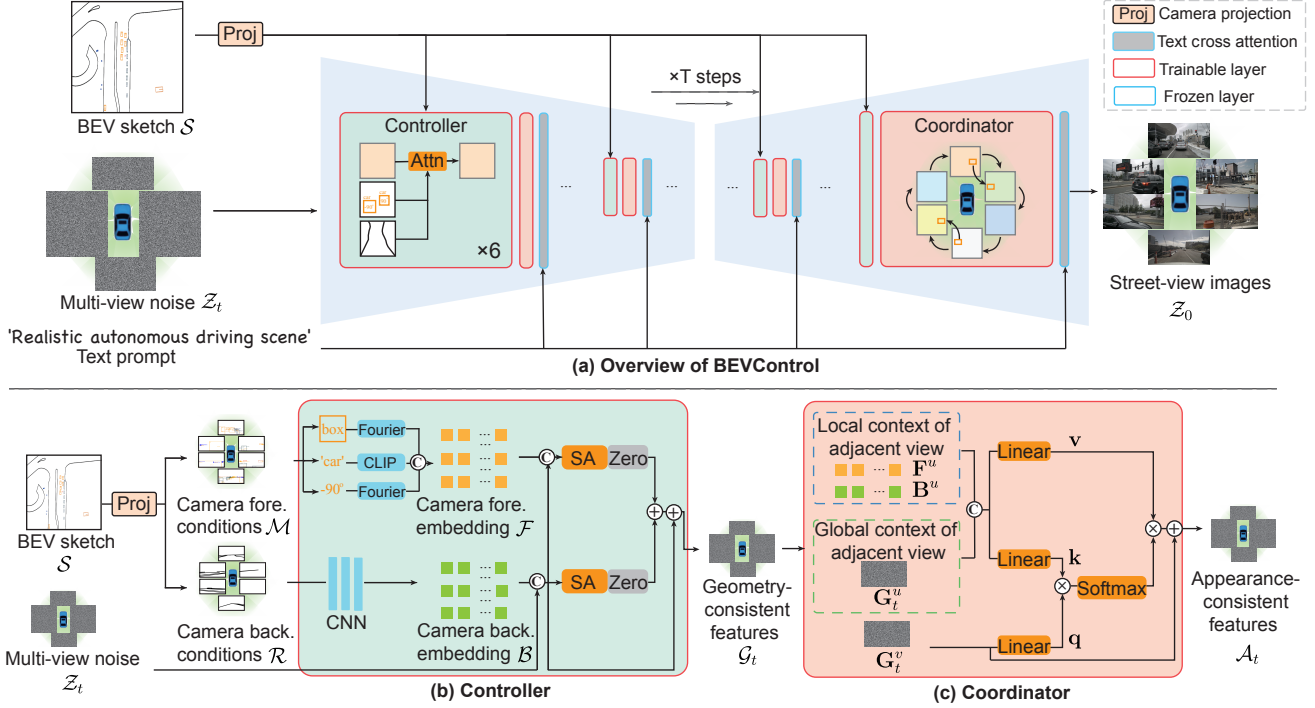 Proj
BEV sketch S
Multi-view noise Z_t
'Realistic autonomous driving scene'
Text prompt
Controller
Attn
×6
...
×T steps
...
...
...
Coordinator
Proj Camera projection
Text cross attention
Trainable layer
Frozen layer
Street-view images
Z_0
(a) Overview of BEVControl
BEV sketch
S
Proj
Multi-view noise
Z_t
Camera fore.
conditions M
Camera back.
conditions R
box
Fourier
'car'
CLIP
-90°
Fourier
C
Camera fore.
embedding F
CNN
Camera back.
embedding B
C
SA
Zero
C
SA
Zero
(b) Controller
Geometry-
consistent
features
G_t
Local context of
adjacent view
F^u
B^u
Global context of
adjacent view
G_t^u
G_t^v
C
Linear
v
Linear
k
Softmax
Linear
q
(c) Coordinator
Appearance-
consistent
features
A_t